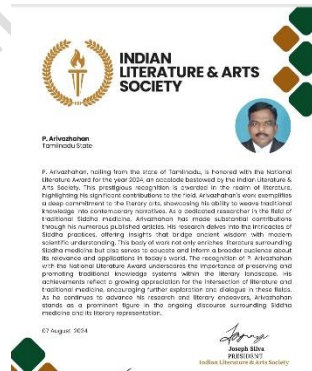 INDIAN
LITERATURE & ARTS
SOCIETY
P. Arivazhahan
Tamilnadu State
P. Arivazhahan, hailing from the state of Tamilnadu, is honored with the National
Literature Award for the year 2024, an accolade bestowed by the Indian Literature &
Arts Society. This prestigious recognition is awarded in the realm of literature,
highlighting his significant contributions to the field. Arivazhahan's work exemplifies
a deep commitment to the literary arts, showcasing his ability to weave traditional
knowledge into contemporary narratives. As a dedicated researcher in the field of
traditional Siddha medicine, Arivazhahan has made substantial contributions
through his numerous published articles. His research delves into the intricacies of
Siddha practices, offering insights that bridge ancient wisdom with modern
scientific understanding. This body of work not only enriches literature surrounding
Siddha medicine but also serves to educate and inform a broader audience about
its relevance and applications in today's world. The recognition of P. Arivazhahan
with the National Literature Award underscores the importance of preserving and
promoting traditional knowledge systems within the literary landscape. His
achievements reflect a growing appreciation for the intersection of literature and
traditional medicine, encouraging further exploration and dialogue in these fields.
As he continues to advance his research and literary endeavors, Arivazhahan
stands as a prominent figure in the ongoing discourse surrounding Siddha
medicine and its literary representation.
07 August 2024
Joseph Silva
PRESIDENT
Indian Literature & Arts Society